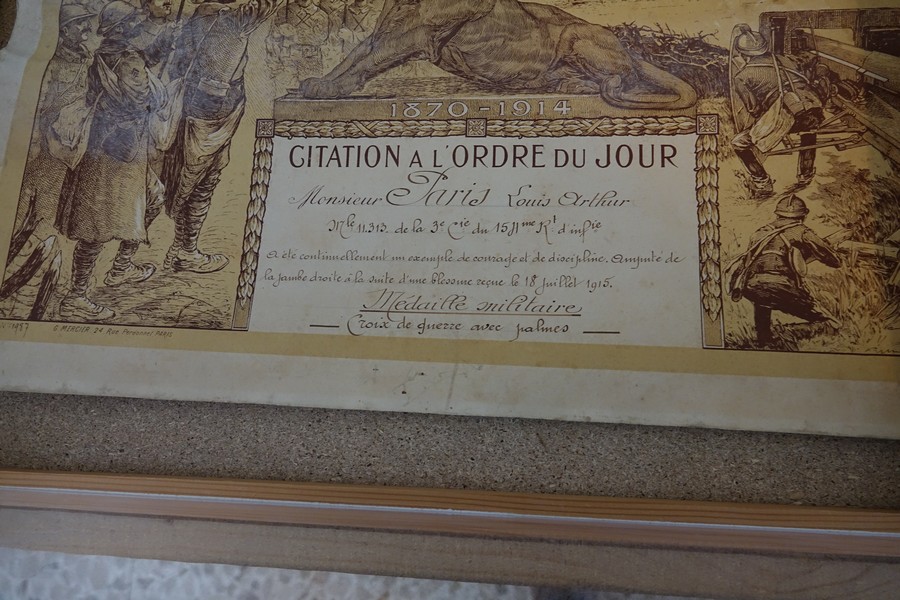 1870-1914
CITATION A L'ORDRE DU JOUR
Monsieur Paris Louis Arthur
Mle 11.313. de la 3e Cie du Rt d'infie
A été continuellement un exemple de courage et de discipline. Amputé de
la jambe droite à la suite d'une blessure reçue le 18 juillet 1915.
Médaille militaire
Croix de guerre avec palmes
G. MERCIER 24 Rue PARIS